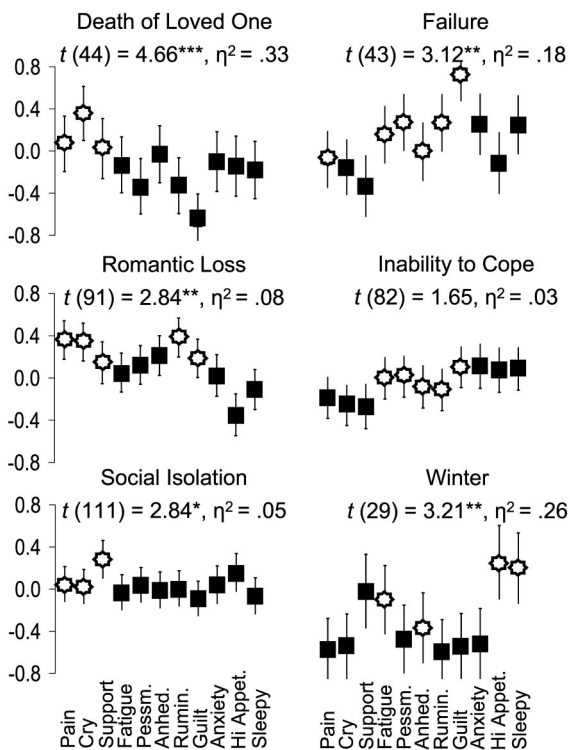 Death of Loved One
t (44) = 4.66***, η² = .33
0.8
0.4
0.0
-0.4
-0.8
Failure
t (43) = 3.12**, η² = .18
Romantic Loss
t (91) = 2.84**, η² = .08
0.8
0.4
0.0
-0.4
-0.8
Inability to Cope
t (82) = 1.65, η² = .03
Social Isolation
t (111) = 2.84*, η² = .05
0.8
0.4
0.0
-0.4
-0.8
Winter
t (29) = 3.21**, η² = .26
Pain
Cry
Support
Fatigue
Pessm.
Anhed.
Rumin.
Guilt
Anxiety
Hi Appet.
Sleepy
Pain
Cry
Support
Fatigue
Pessm.
Anhed.
Rumin.
Guilt
Anxiety
Hi Appet.
Sleepy